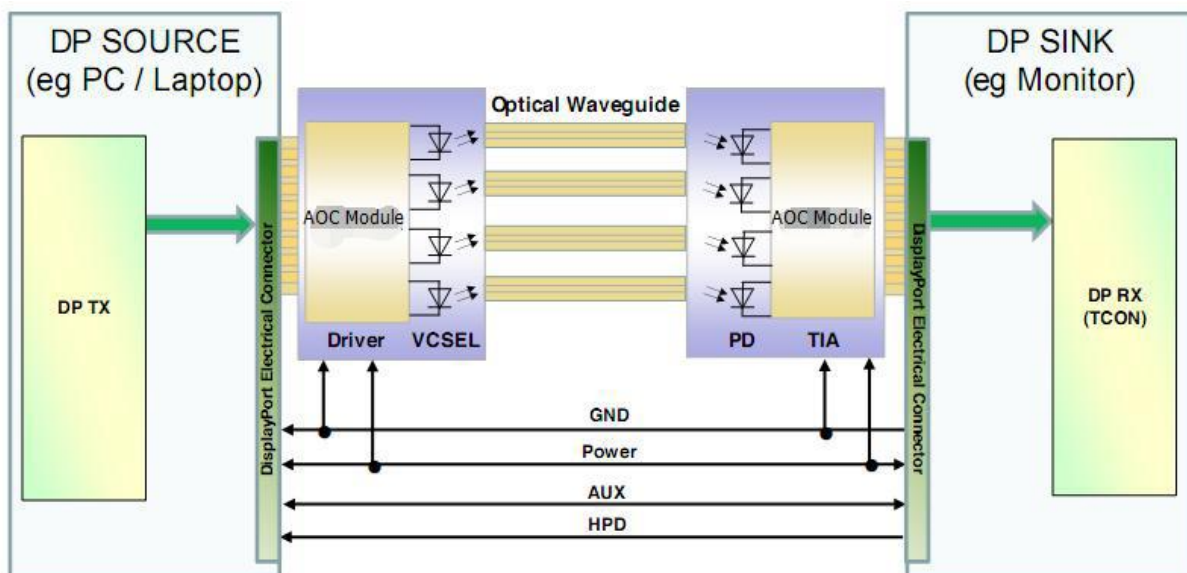 DP SOURCE
(eg PC / Laptop)
DP TX
DisplayPort Electrical Connector
AOC Module
Driver
VCSEL
Optical Waveguide
AOC Module
PD
TIA
GND
Power
AUX
HPD
DisplayPort Electrical Connector
DP SINK
(eg Monitor)
DP RX
(TCON)